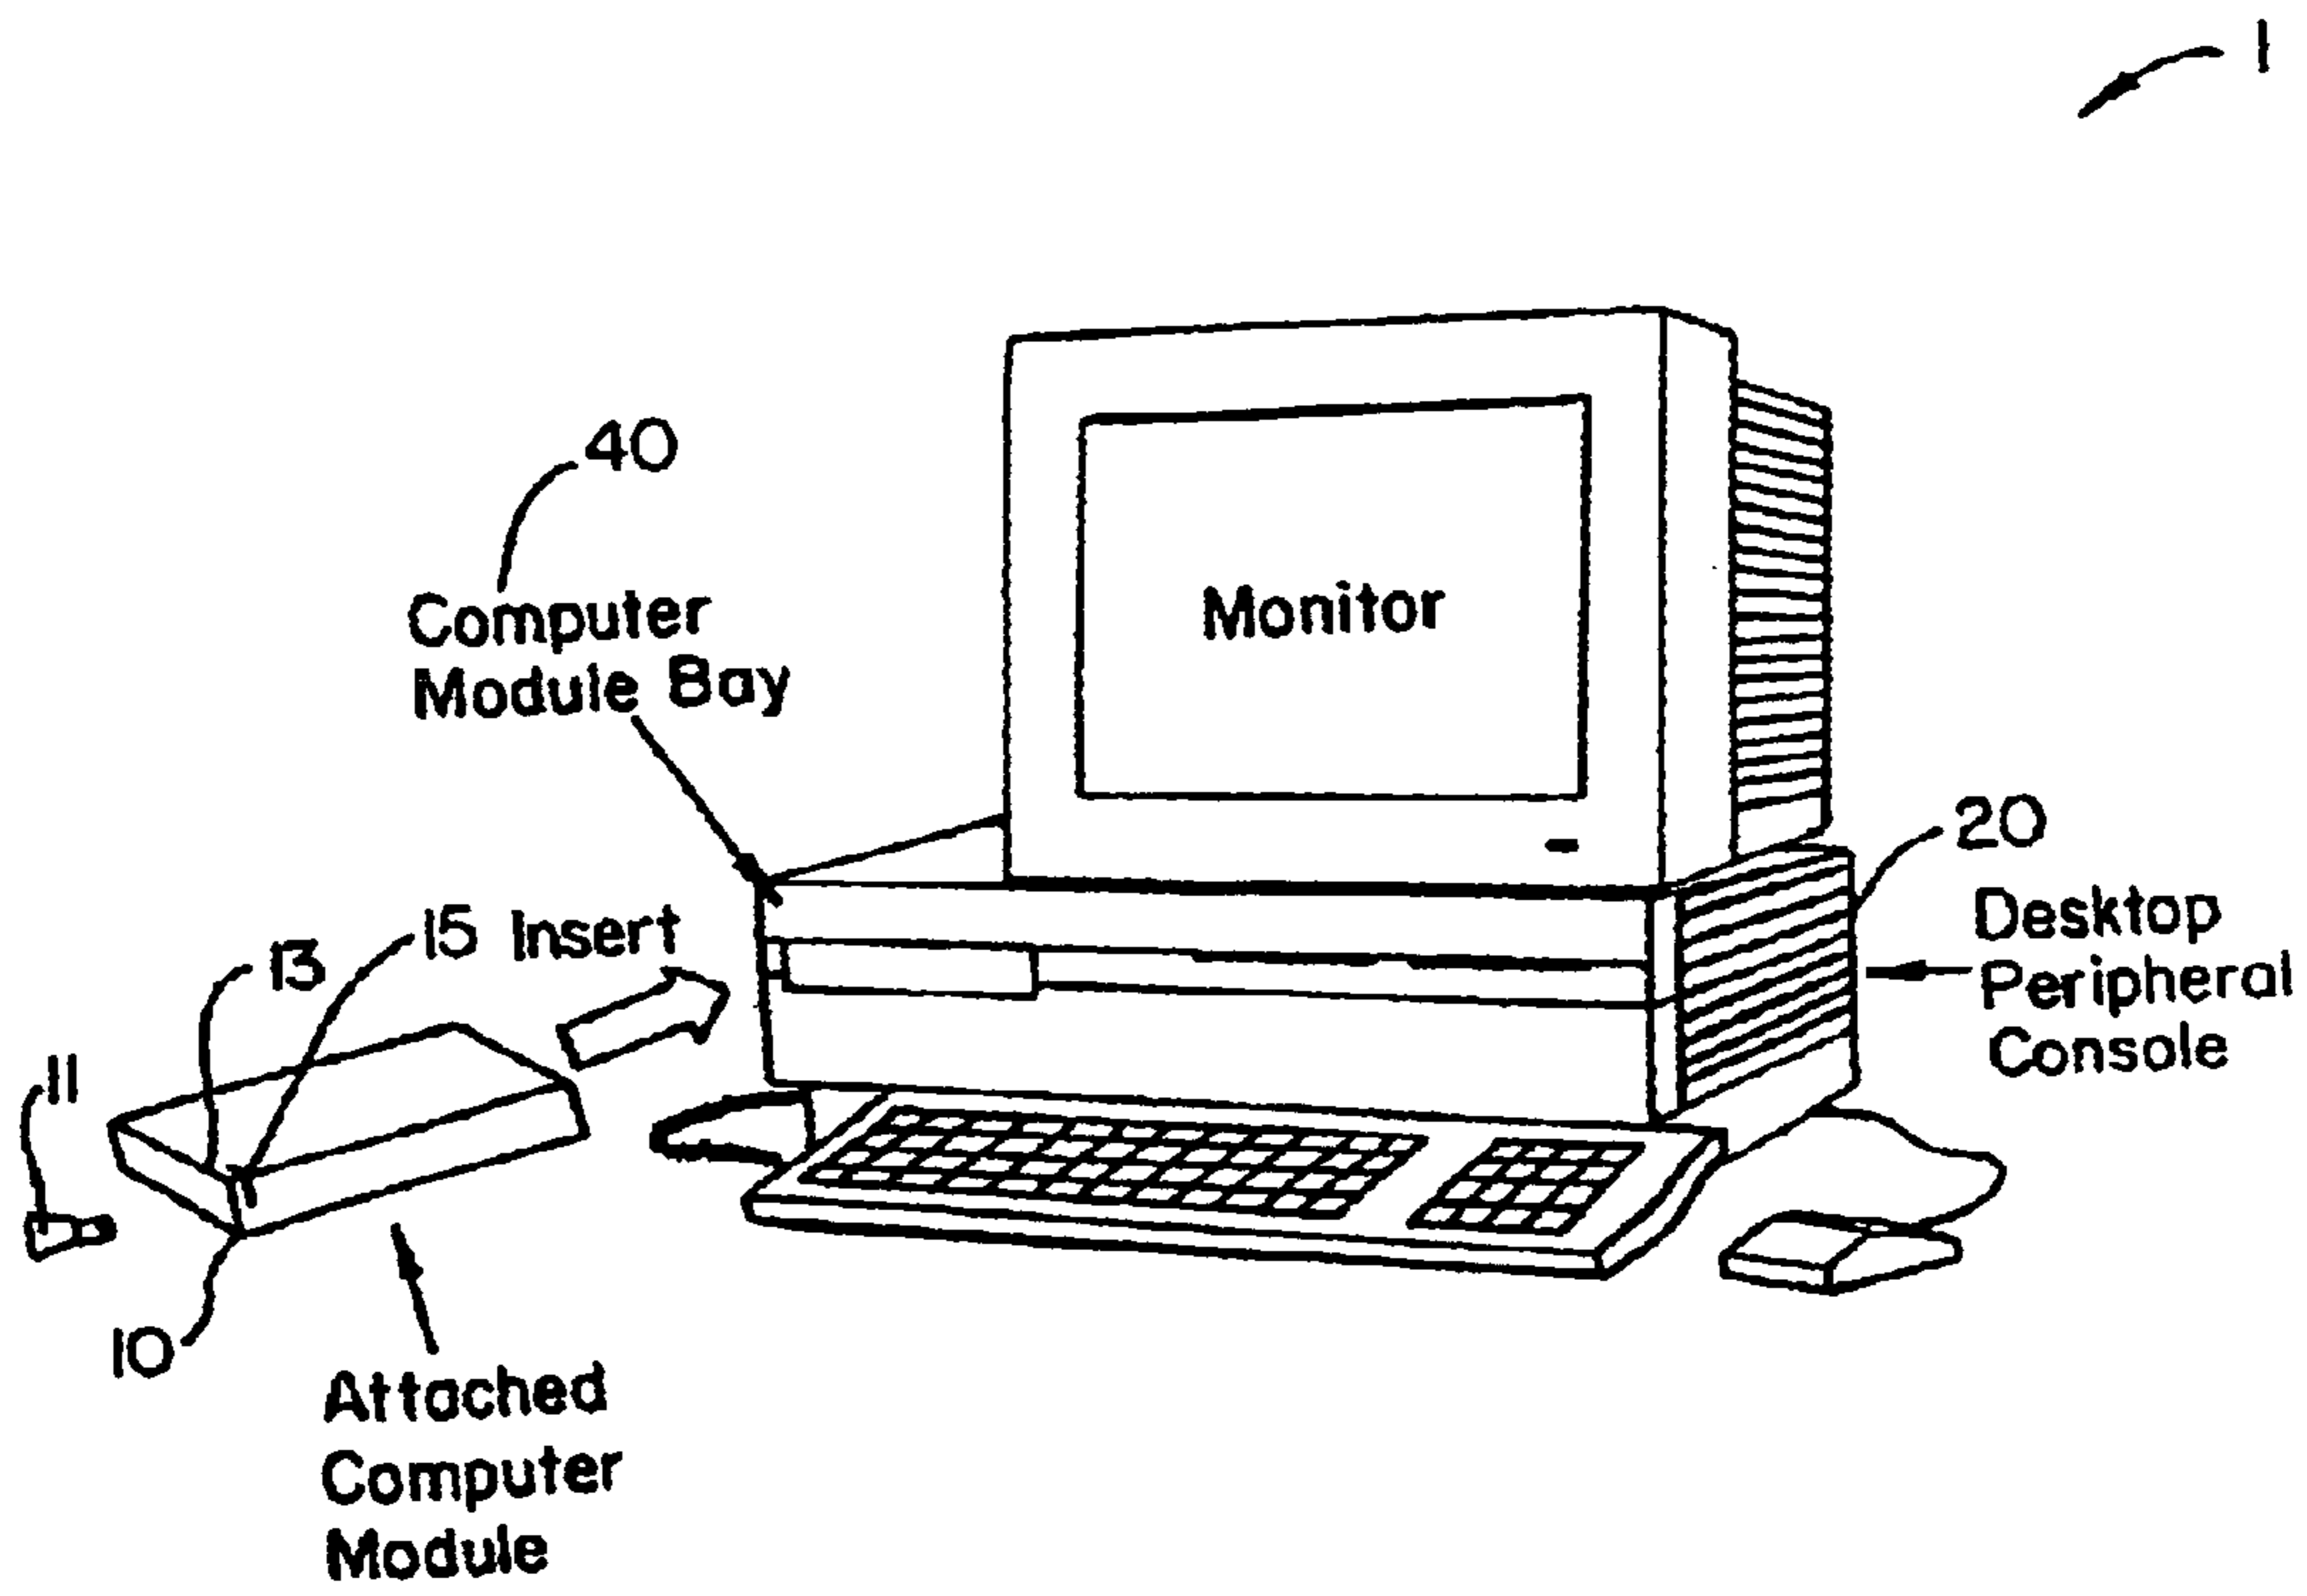 1
40
Computer
Module Bay
Monitor
20
Desktop
Peripheral
Console
15 Insert
13
11
10
Attached
Computer
Module